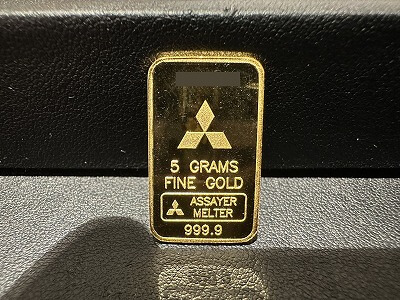 5 GRAMS
FINE GOLD
ASSAYER
MELTER
999.9